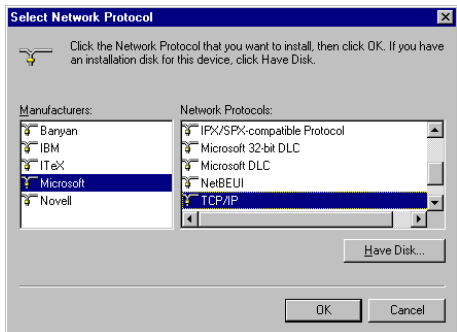 Select Network Protocol
Click the Network Protocol that you want to install, then click OK. If you have
an installation disk for this device, click Have Disk.
Manufacturers:
Banyan
IBM
ITeX
Microsoft
Novell
Network Protocols:
IPX/SPX-compatible Protocol
Microsoft 32-bit DLC
Microsoft DLC
NetBEUI
TCP/IP
Have Disk...
OK
Cancel